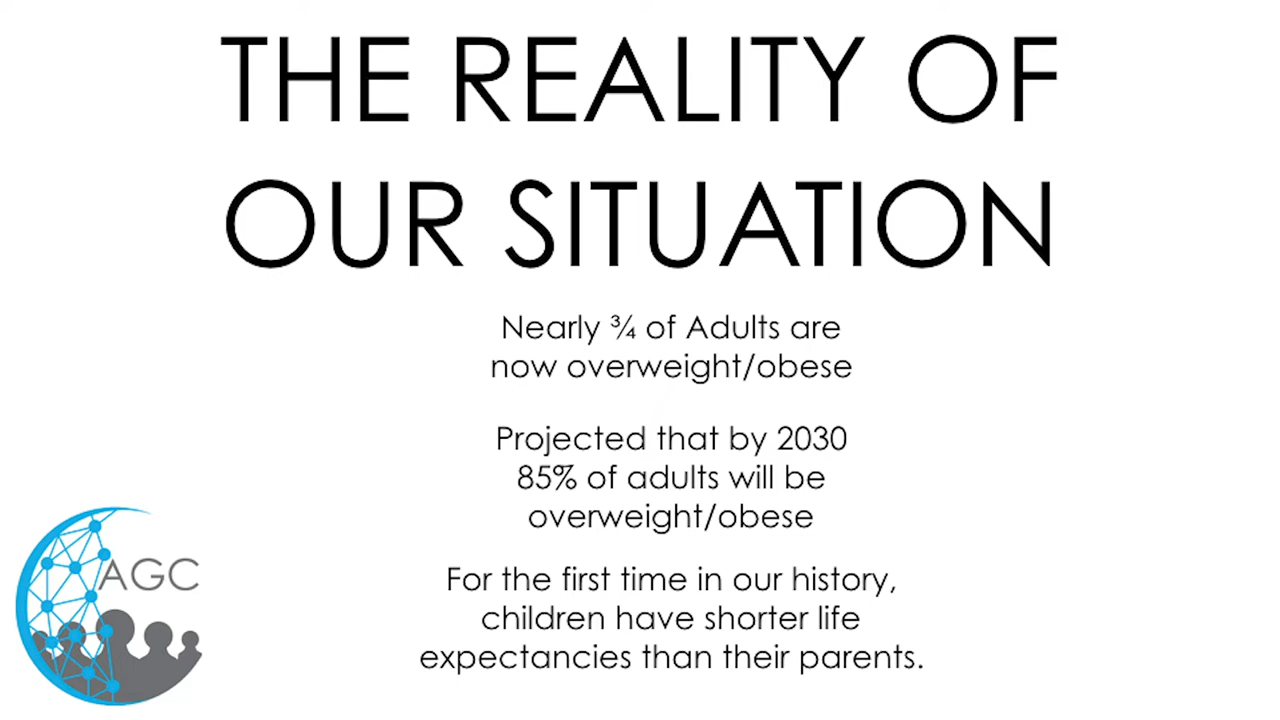 THE REALITY OF
OUR SITUATION
Nearly ¾ of Adults are
now overweight/obese
Projected that by 2030
85% of adults will be
overweight/obese
For the first time in our history,
children have shorter life
expectancies than their parents.
AGC